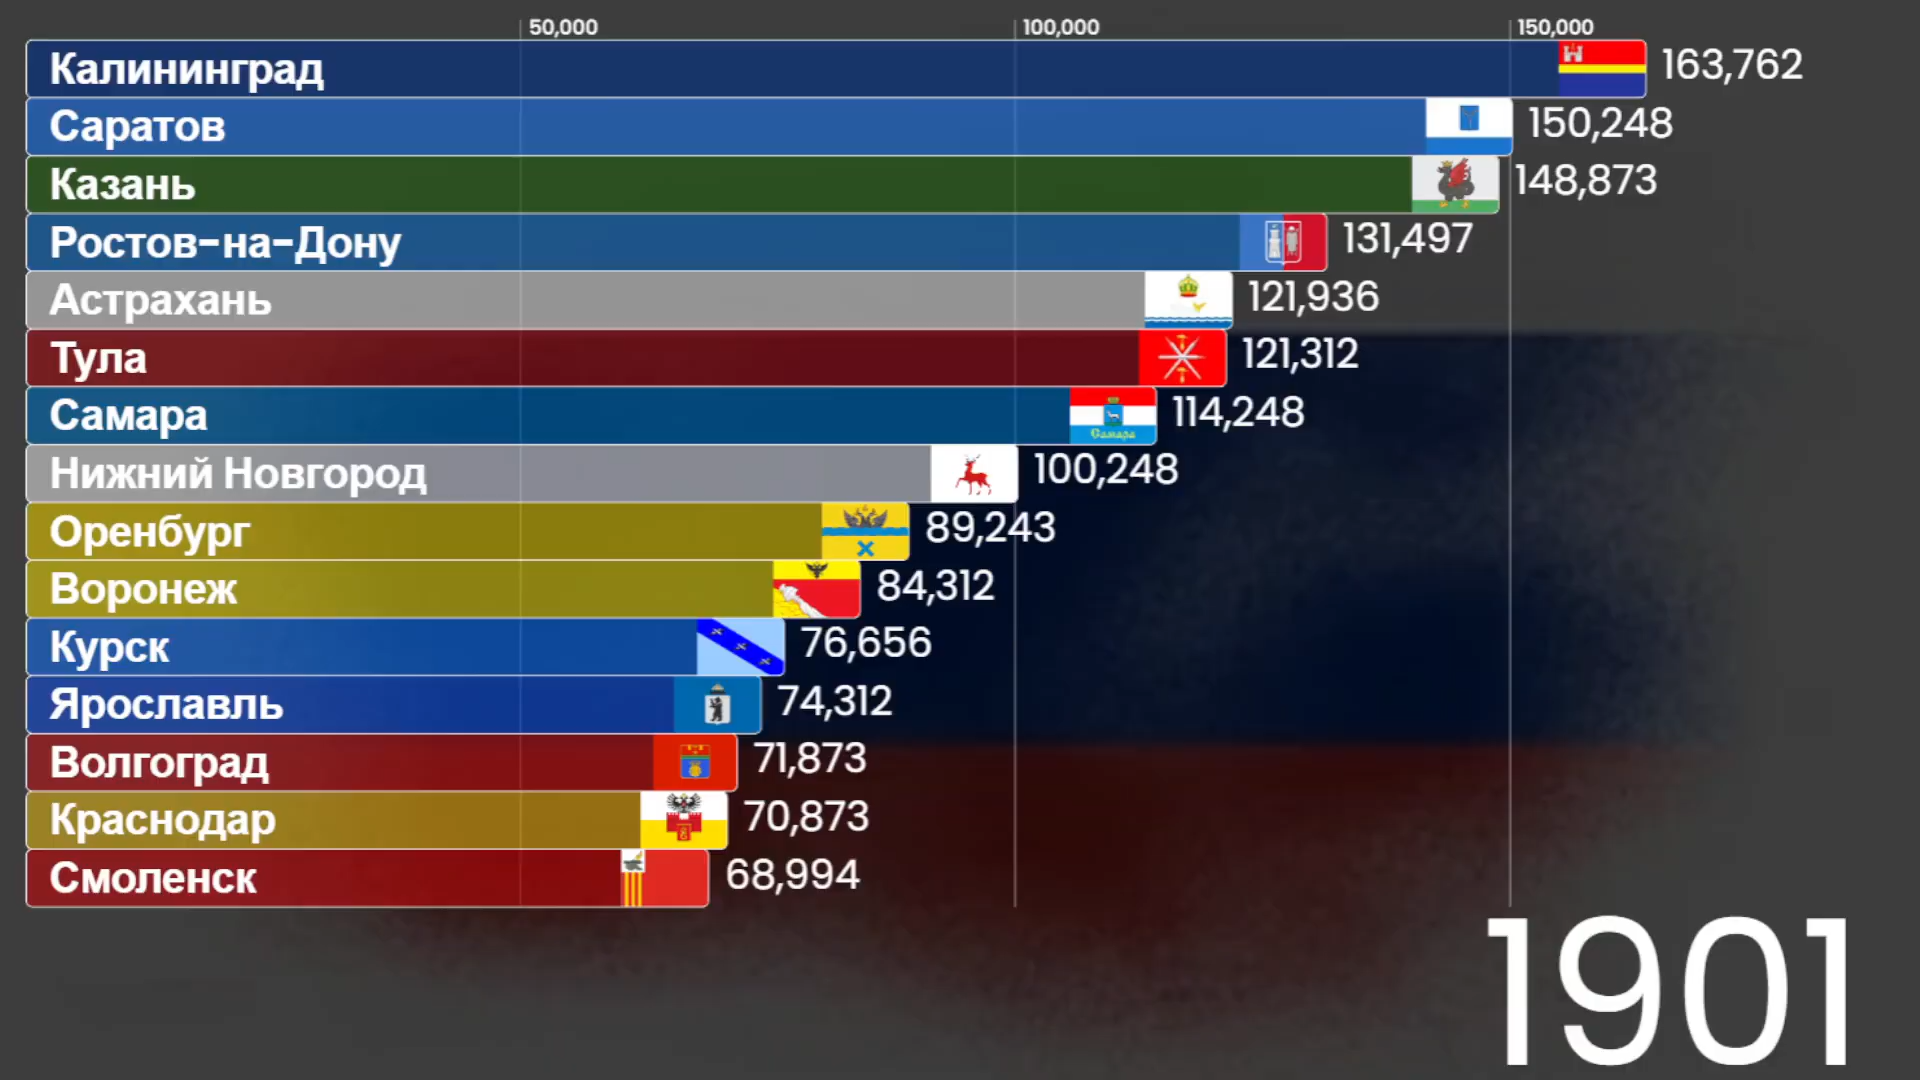 50,000 100,000 150,000
Калининград 163,762
Саратов 150,248
Казань 148,873
Ростов-на-Дону 131,497
Астрахань 121,936
Тула 121,312
Самара 114,248
Самара
Нижний Новгород 100,248
Оренбург 89,243
Воронеж 84,312
Курск 76,656
Ярославль 74,312
Волгоград 71,873
Краснодар 70,873
Смоленск 68,994
1901